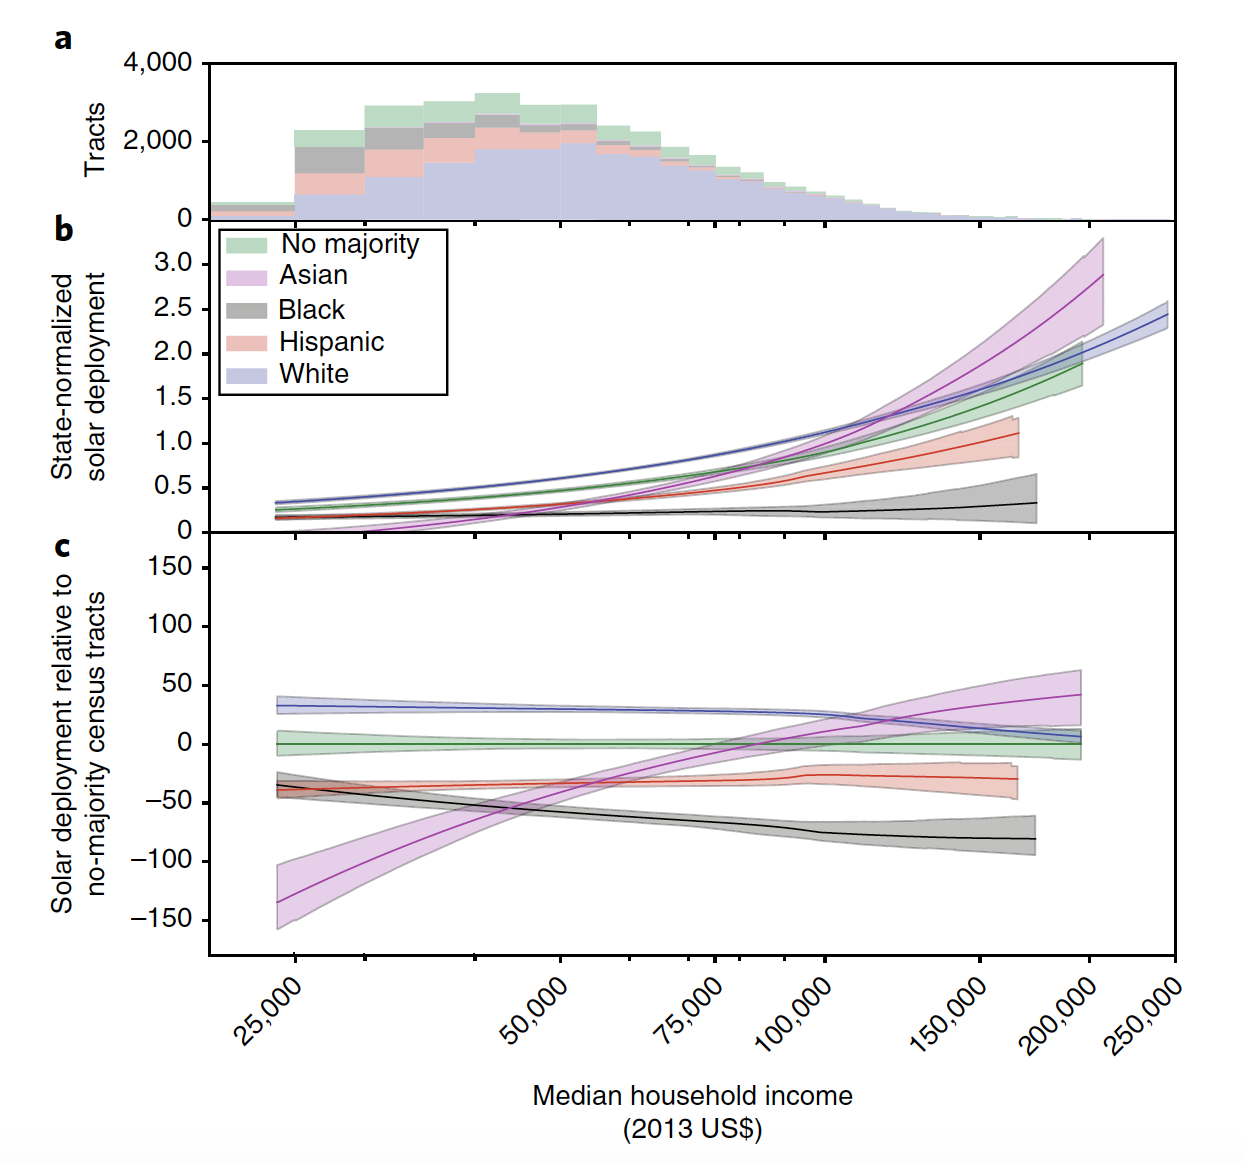 a
4,000
2,000
0
Tracts
b
No majority
Asian
Black
Hispanic
White
3.0
2.5
2.0
1.5
1.0
0.5
0
State-normalized
solar deployment
c
150
100
50
0
−50
−100
−150
Solar deployment relative to
no-majority census tracts
25,000
50,000
75,000
100,000
150,000
200,000
250,000
Median household income
(2013 US$)